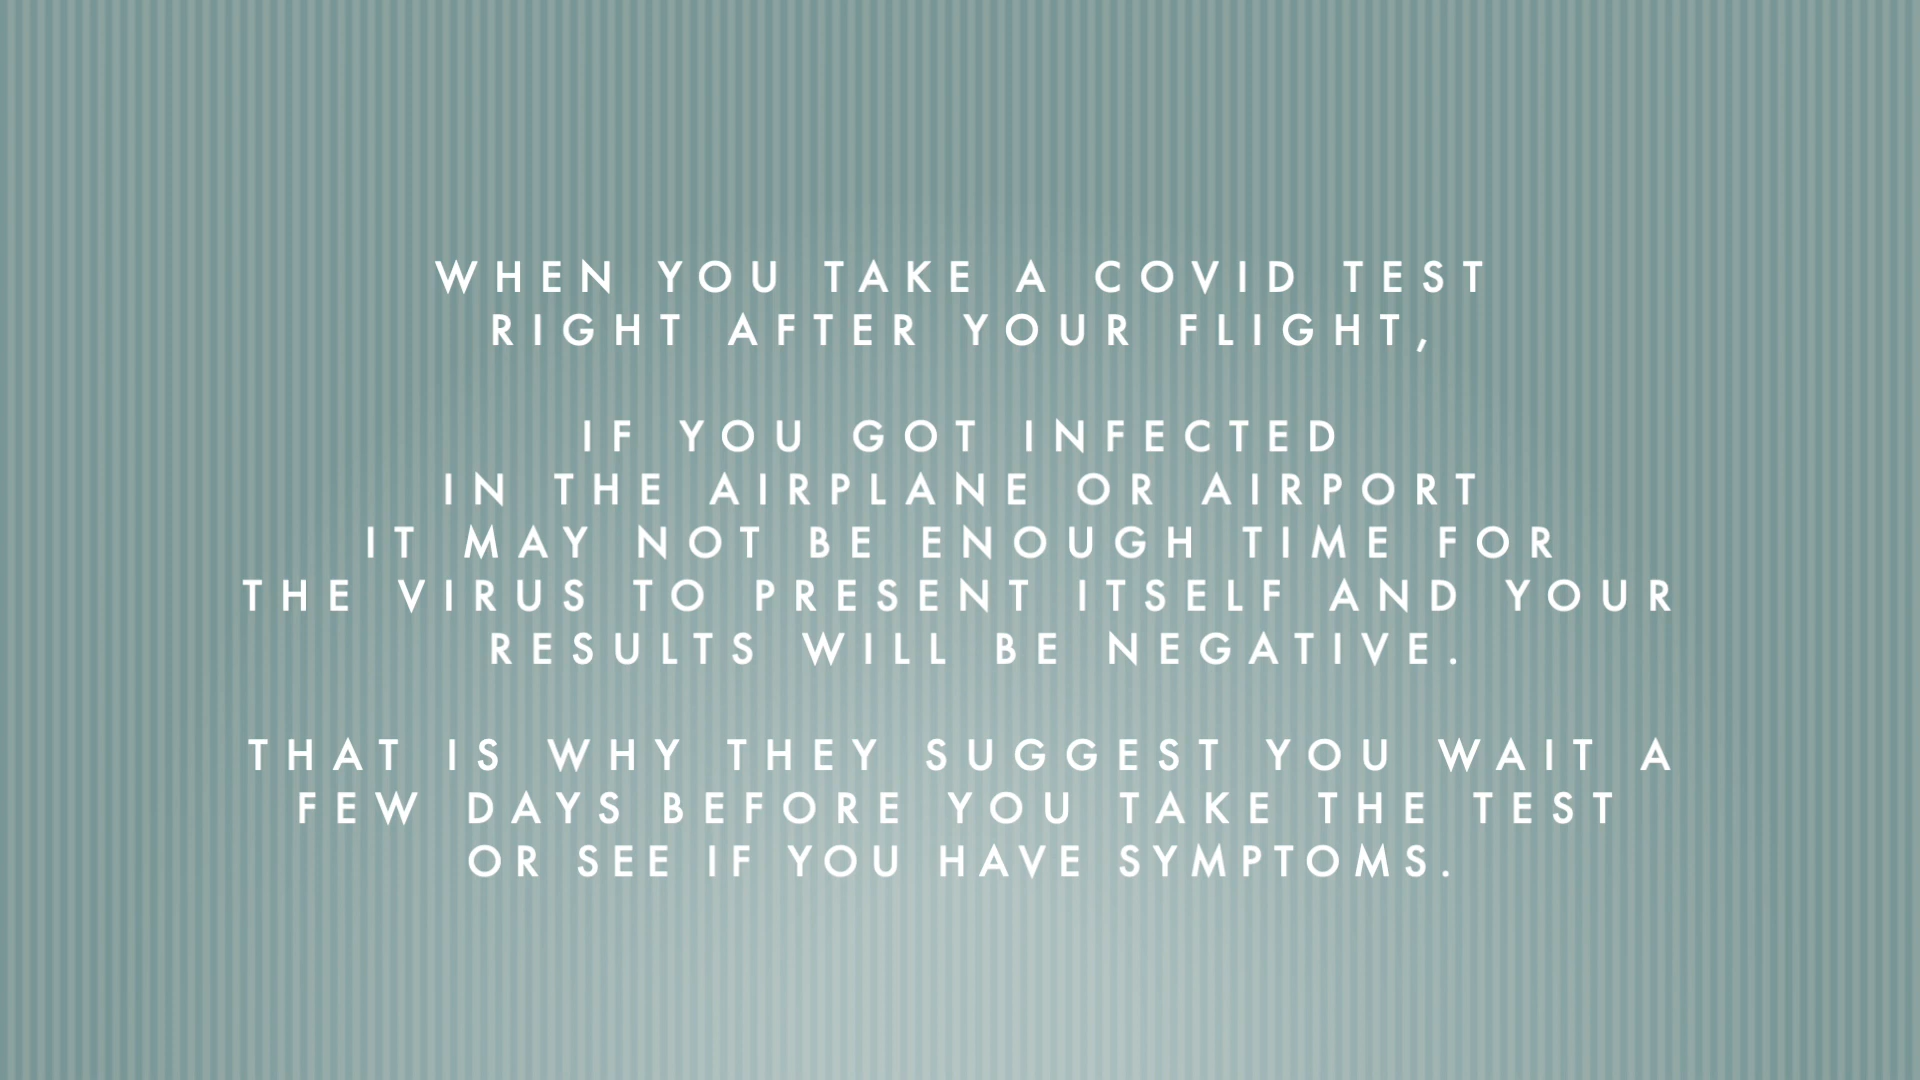 WHEN YOU TAKE A COVID TEST
RIGHT AFTER YOUR FLIGHT,
IF YOU GOT INFECTED
IN THE AIRPLANE OR AIRPORT
IT MAY NOT BE ENOUGH TIME FOR
THE VIRUS TO PRESENT ITSELF AND YOUR
RESULTS WILL BE NEGATIVE.
THAT IS WHY THEY SUGGEST YOU WAIT A
FEW DAYS BEFORE YOU TAKE THE TEST
OR SEE IF YOU HAVE SYMPTOMS.